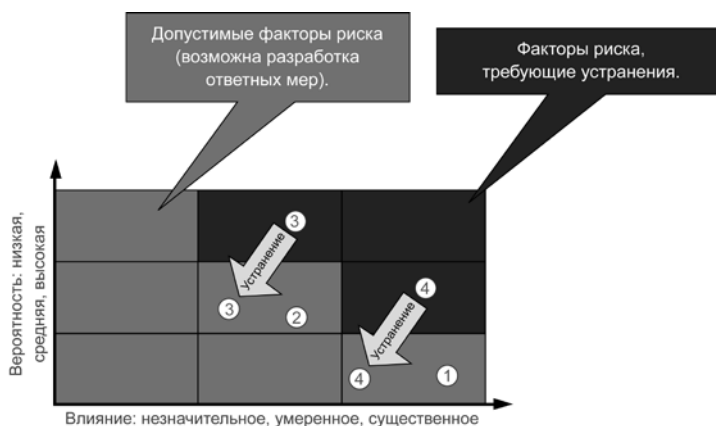 Допустимые факторы риска
(возможна разработка
ответных мер).
Факторы риска,
требующие устранения.
Вероятность: низкая,
средняя, высокая
3
Устранение
3
2
4
Устранение
4
1
Влияние: незначительное, умеренное, существенное